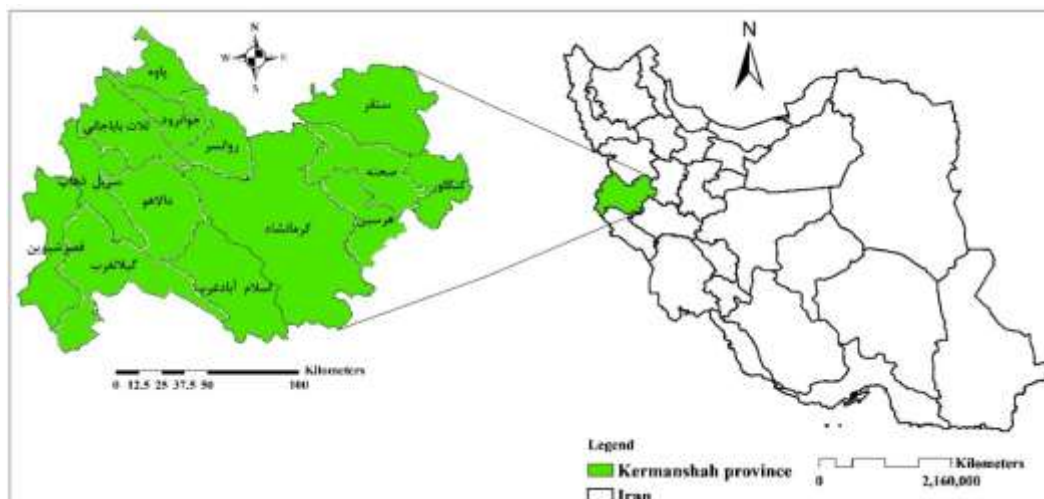 N
W E
S
پاوه
جوانرود
ثلاث باباجاني
روانسر
سنقر
صحنه
کنگاور
هرسین
سرپل ذهاب
دالاهو
کرمانشاه
قصرشیرین
گیلانغرب
اسلام آبادغرب
Kilometers
0 12.5 25 37.5 50 100
N
Legend
Kermanshah province
Iran
Kilometers
0 2,160,000